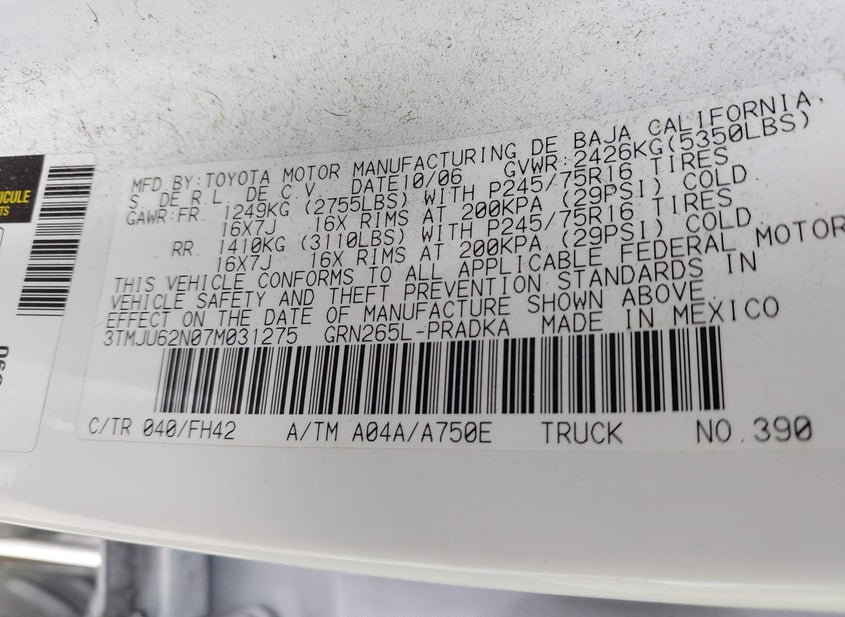 MFD.BY:TOYOTA MOTOR MANUFACTURING DE BAJA CALIFORNIA,
S. DE R.L. DE C.V. DATE10/06 GVWR:2426KG(5350LBS)
GAWR:FR. 1249KG (2755LBS) WITH P245/75R16 TIRES
16X7J 16X RIMS AT 200KPA (29PSI) COLD
RR. 1410KG (3110LBS) WITH P245/75R16 TIRES
16X7J 16X RIMS AT 200KPA (29PSI) COLD
THIS VEHICLE CONFORMS TO ALL APPLICABLE FEDERAL MOTOR
VEHICLE SAFETY AND THEFT PREVENTION STANDARDS IN
EFFECT ON THE DATE OF MANUFACTURE SHOWN ABOVE
3TMJU62N07M031275 GRN265L-PRADKA MADE IN MEXICO
C/TR 040/FH42 A/TM A04A/A750E TRUCK NO.390